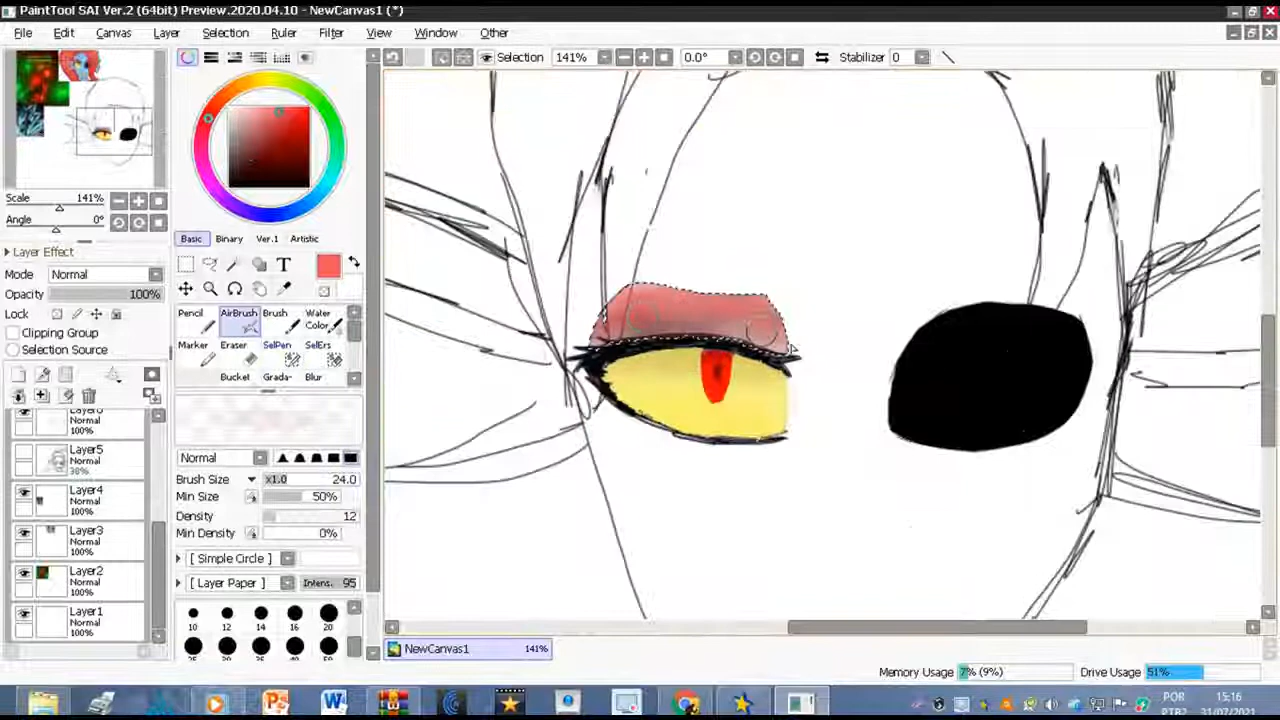 PaintTool SAI Ver.2 (64bit) Preview.2020.04.10 - NewCanvas1 (*)
File Edit Canvas Layer Selection Ruler Filter View Window Other
Selection 141% 0.0° Stabilizer 0
Scale 141%
Angle 0°
Layer Effect
Mode Normal
Opacity 100%
Lock
Clipping Group
Selection Source
Normal
100%
Layer5
Normal
38%
Layer4
Normal
100%
Layer3
Normal
100%
Layer2
Normal
100%
Layer1
Normal
100%
Basic Binary Ver.1 Artistic
T
Pencil AirBrush Brush Water Color
Marker Eraser SelPen SelErs
Bucket Grada- Blur
Normal
Brush Size x1.0 24.0
Min Size 50%
Density 12
Min Density 0%
[ Simple Circle ]
[ Layer Paper ] Intens. 95
10 12 14 16 20
NewCanvas1 141%
Memory Usage 7% (9%) Drive Usage 51%
POR 15:16
PTB2 31/07/2021